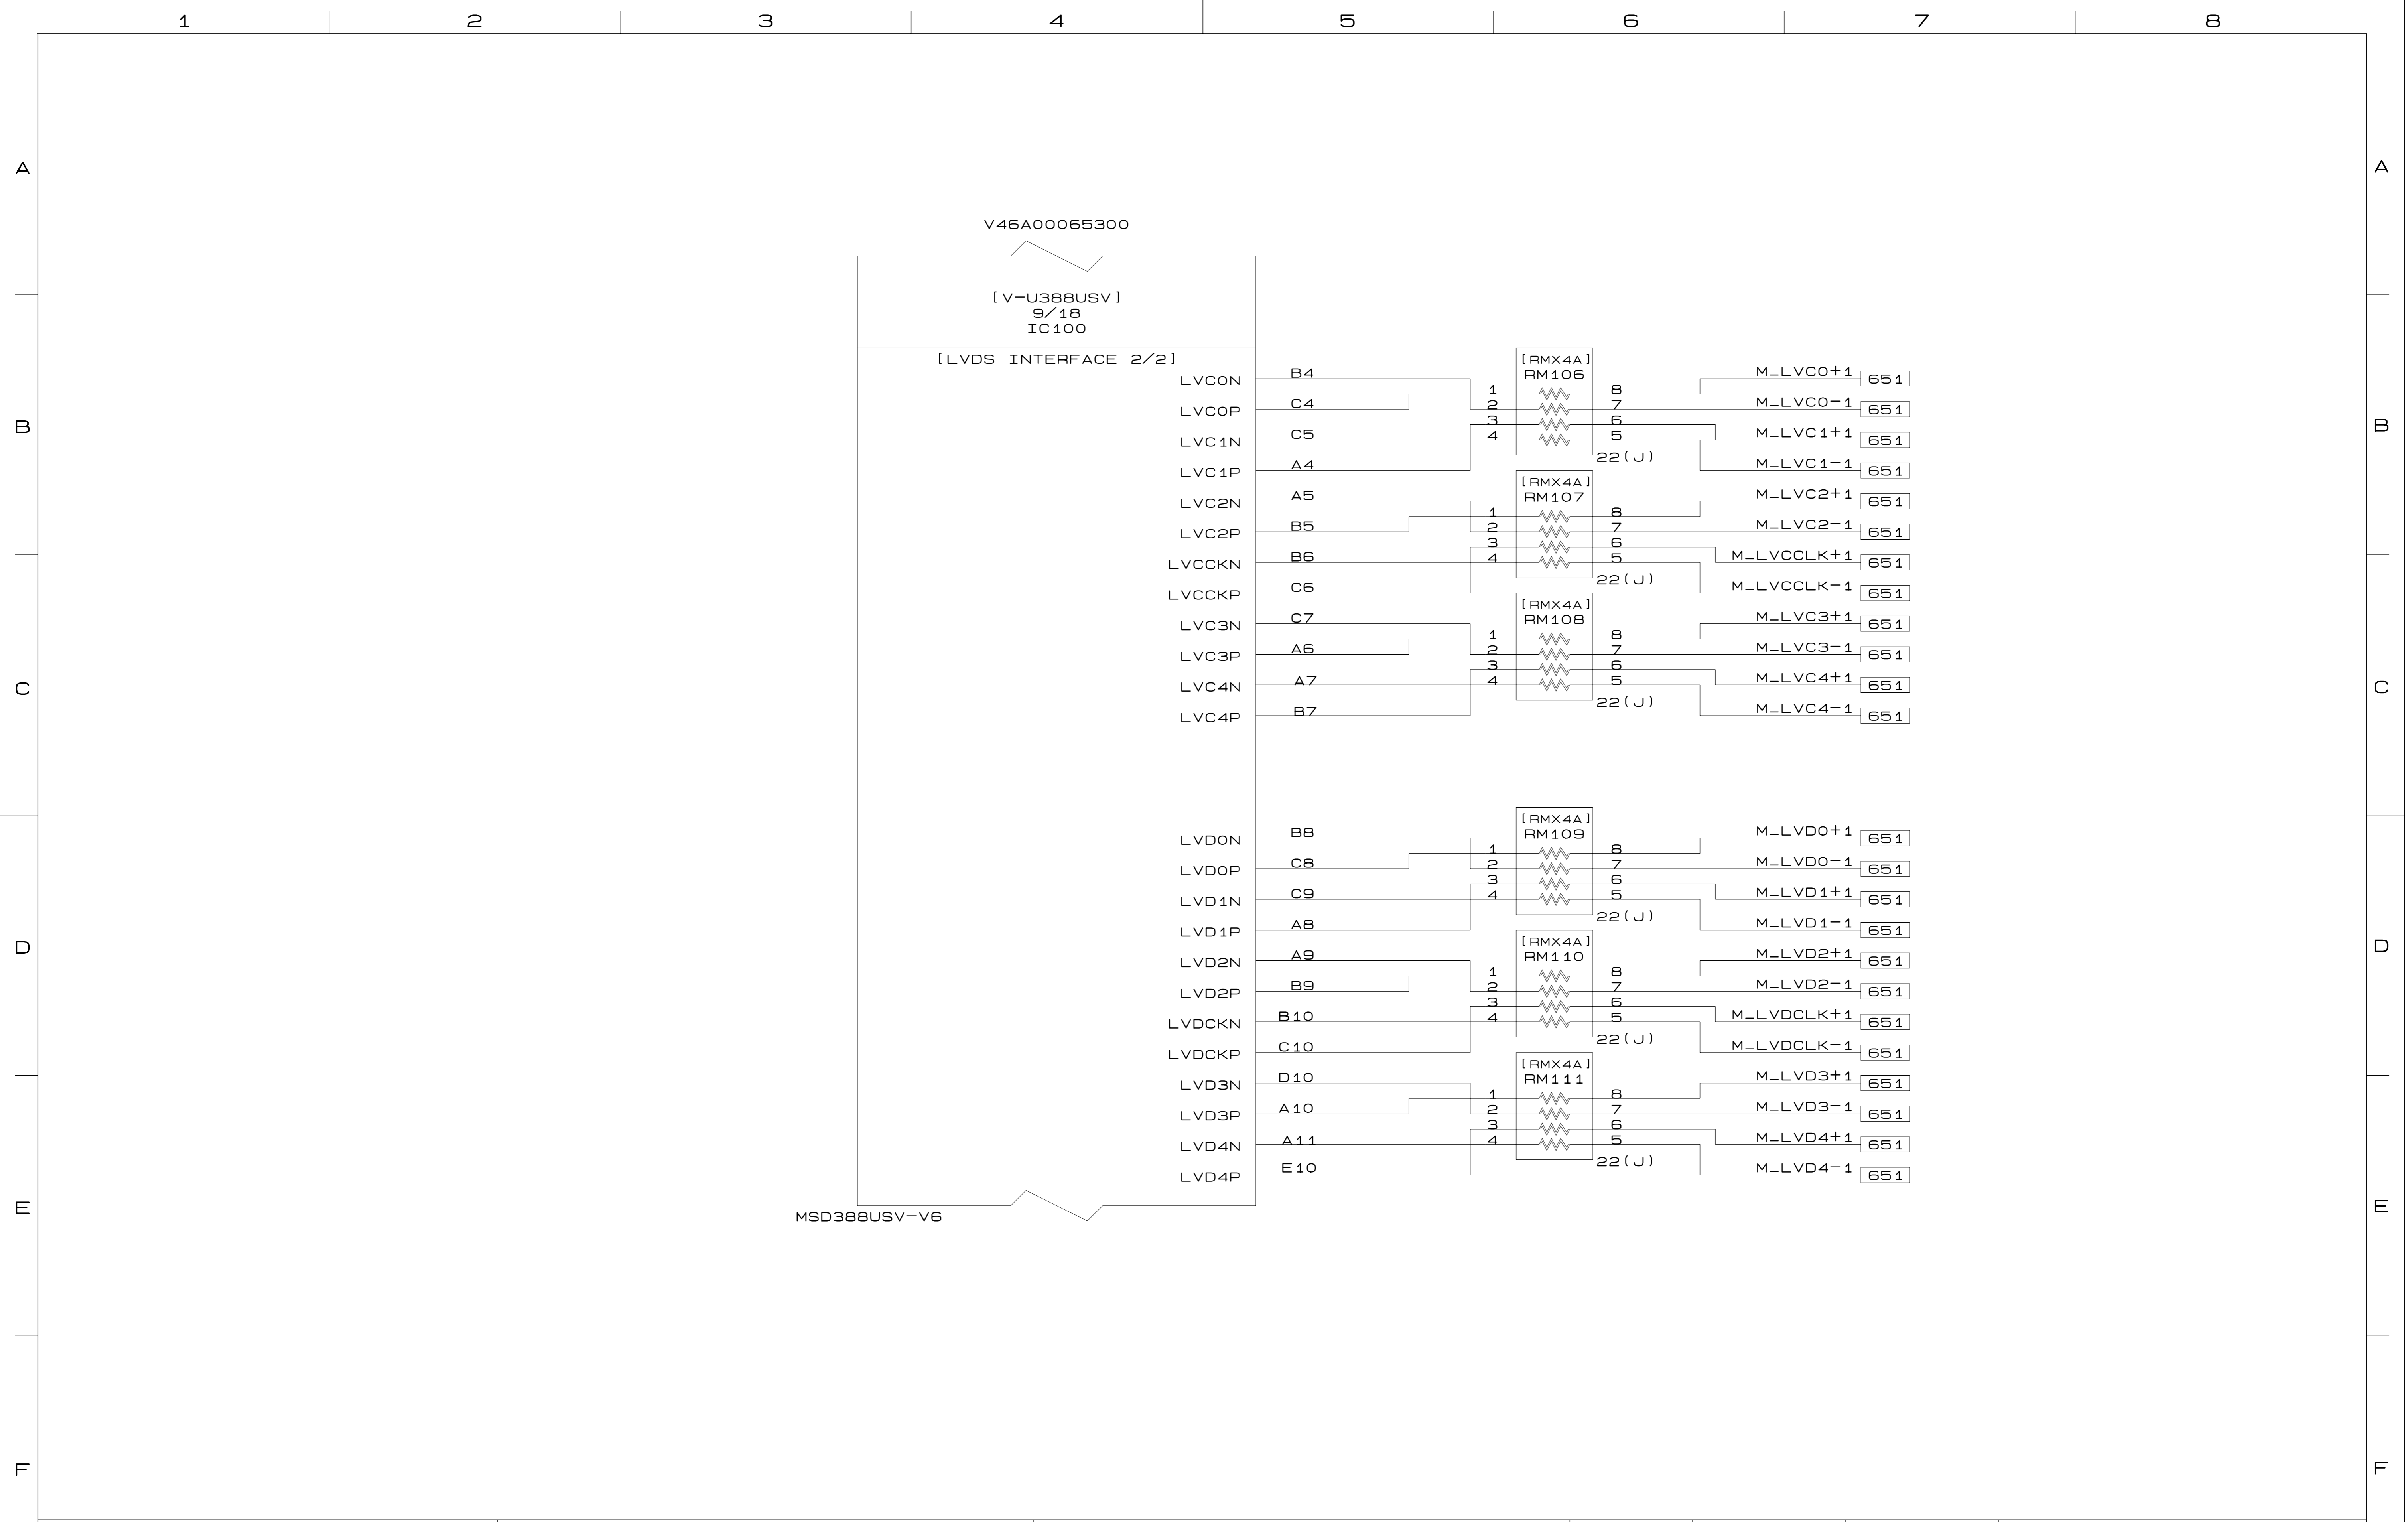 1 2 3 4 5 6 7 8
A A
V46A00065300
[V-U388USV]
9/18
IC100
[LVDS INTERFACE 2/2]
[RMX4A]
RM106
LVC0N B4 M_LVC0+1 651
1 8
LVC0P C4 2 7 M_LVC0-1 651
3 6
B B
LVC1N C5 4 5 M_LVC1+1 651
22(J)
LVC1P A4 M_LVC1-1 651
[RMX4A]
RM107
LVC2N A5 M_LVC2+1 651
1 8
LVC2P B5 2 7 M_LVC2-1 651
3 6
LVCCKN B6 4 5 M_LVCCLK+1 651
22(J)
LVCCKP C6 M_LVCCLK-1 651
[RMX4A]
RM108
LVC3N C7 M_LVC3+1 651
1 8
LVC3P A6 2 7 M_LVC3-1 651
3 6
LVC4N A7 4 5 M_LVC4+1 651
C C
22(J)
LVC4P B7 M_LVC4-1 651
[RMX4A]
RM109
LVD0N B8 M_LVD0+1 651
1 8
LVD0P C8 2 7 M_LVD0-1 651
3 6
LVD1N C9 4 5 M_LVD1+1 651
22(J)
LVD1P A8 M_LVD1-1 651
D D
[RMX4A]
RM110
LVD2N A9 M_LVD2+1 651
1 8
LVD2P B9 2 7 M_LVD2-1 651
3 6
LVDCKN B10 4 5 M_LVDCLK+1 651
22(J)
LVDCKP C10 M_LVDCLK-1 651
[RMX4A]
RM111
LVD3N D10 M_LVD3+1 651
1 8
LVD3P A10 2 7 M_LVD3-1 651
3 6
LVD4N A11 4 5 M_LVD4+1 651
22(J)
LVD4P E10 M_LVD4-1 651
E E
MSD388USV-V6
F F